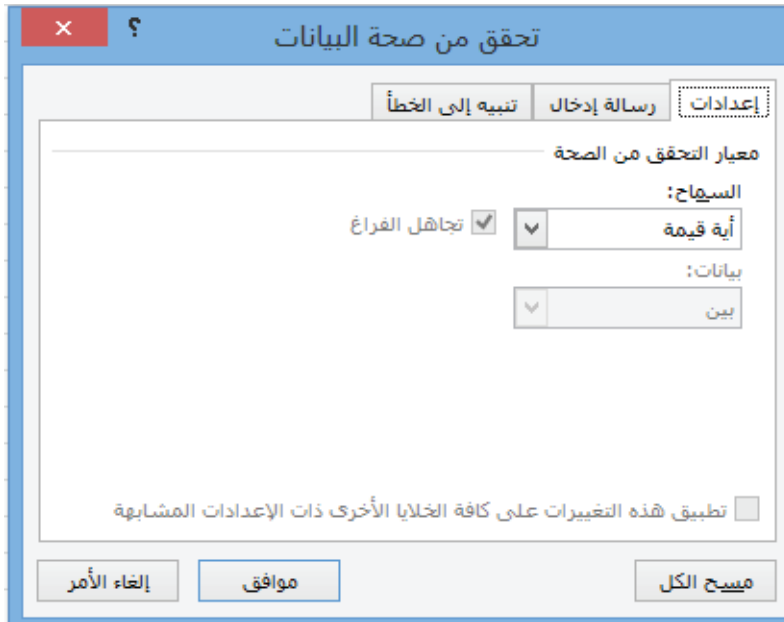 تحقق من صحة البيانات ؟
إعدادات رسالة إدخال تنبيه إلى الخطأ
معيار التحقق من الصحة
السماح:
أية قيمة تجاهل الفراغ
بيانات:
بين
تطبيق هذه التغييرات على كافة الخلايا الأخرى ذات الإعدادات المشابهة
مسح الكل موافق إلغاء الأمر